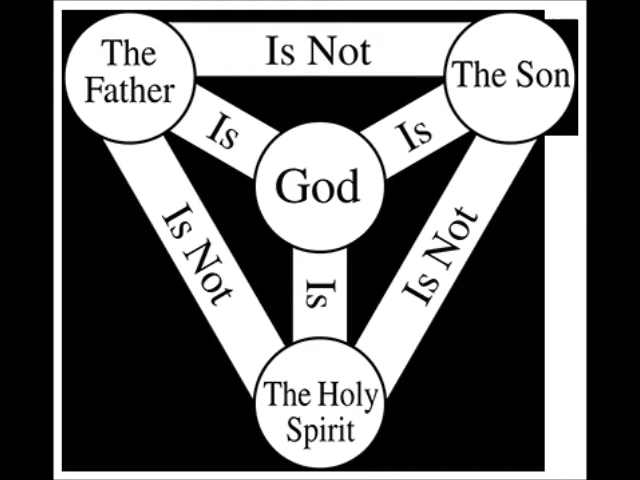 The
Father
Is Not
The Son
Is
Is
God
Is Not
Is
Is Not
The Holy
Spirit